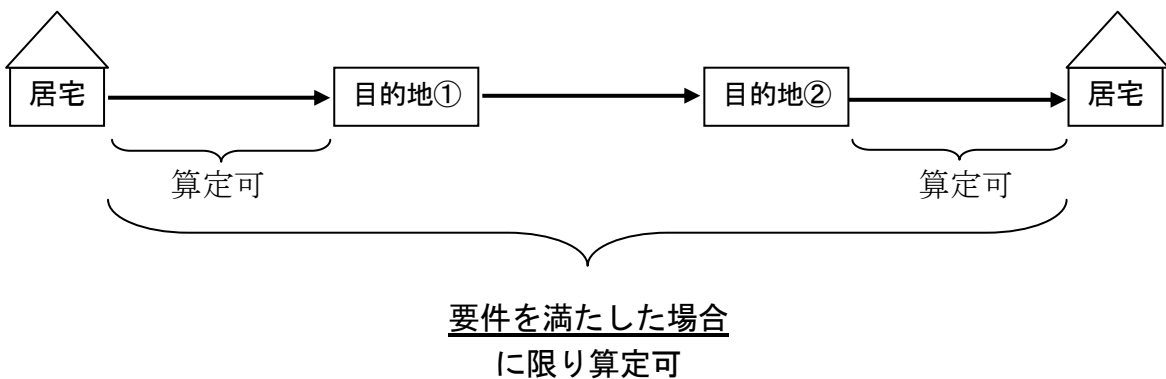 居宅
目的地①
目的地②
居宅
算定可
算定可
要件を満たした場合
に限り算定可